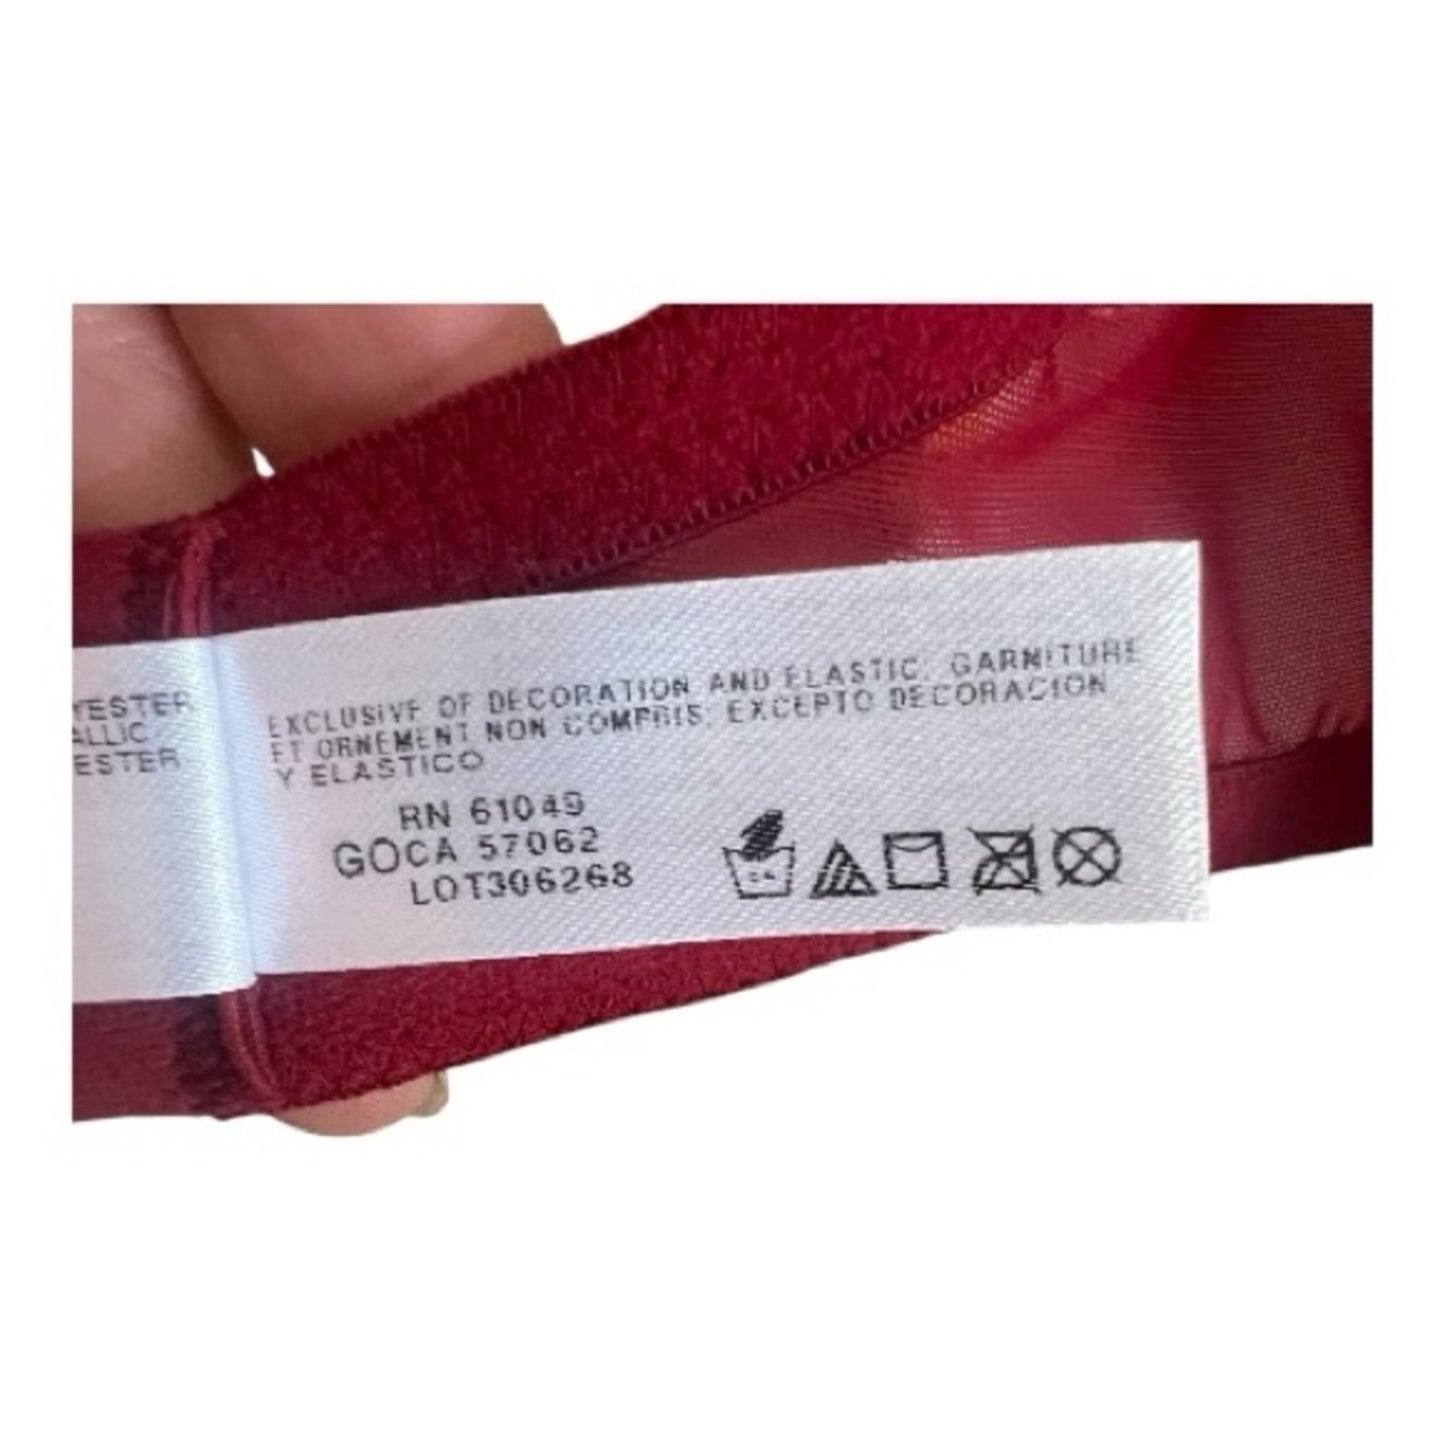 YESTER
ALLIC
ESTER
EXCLUSIVE OF DECORATION AND ELASTIC. GARNITURE
ET ORNEMENT NON COMPRIS. EXCEPTO DECORACION
Y ELASTICO
RN 61049
GOCA 57062
LOT306268